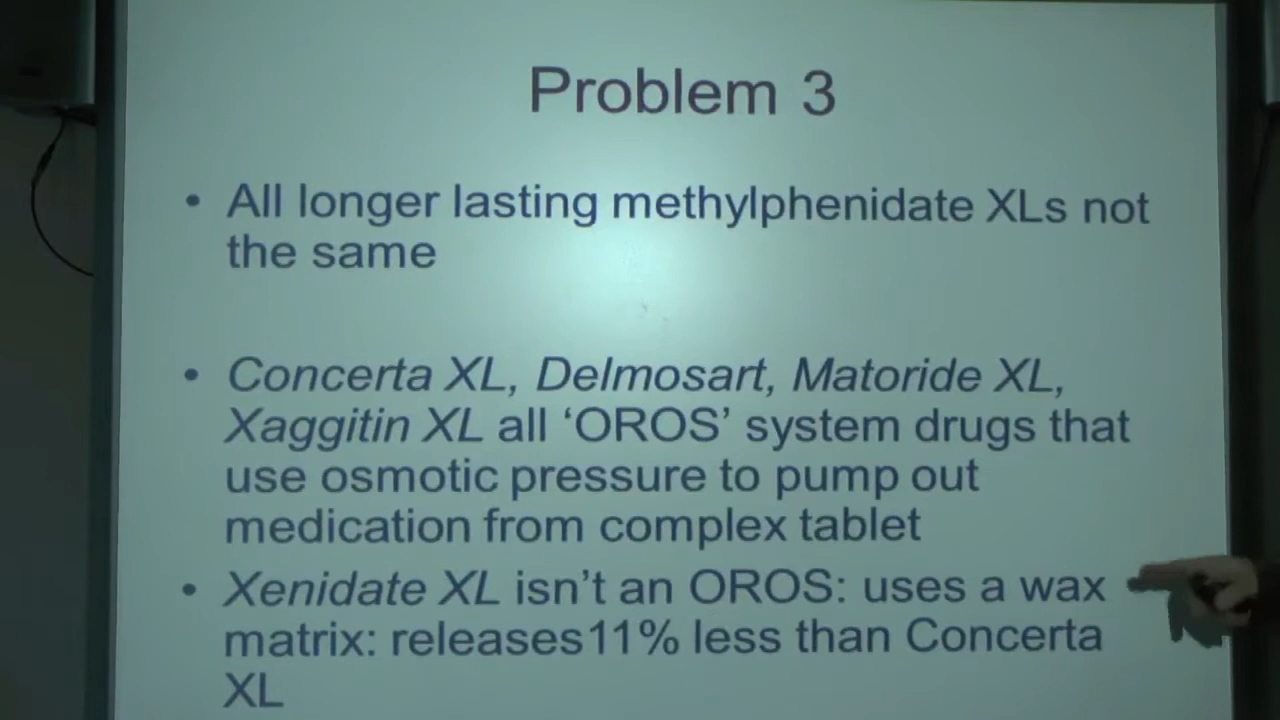 Problem 3
• All longer lasting methylphenidate XLs not
the same
• Concerta XL, Delmosart, Matoride XL,
Xaggitin XL all ‘OROS’ system drugs that
use osmotic pressure to pump out
medication from complex tablet
• Xenidate XL isn’t an OROS: uses a wax
matrix: releases 11% less than Concerta
XL